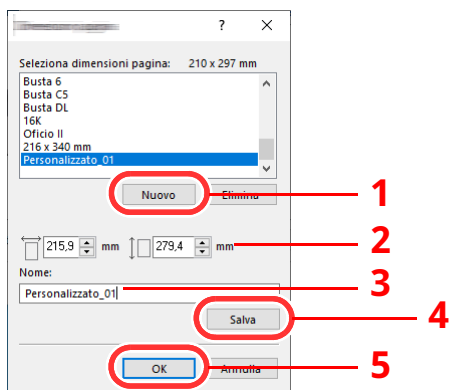 ?
Seleziona dimensioni pagina: 210 x 297 mm
Busta 6
Busta C5
Busta DL
16K
Oficio II
216 x 340 mm
Personalizzato_01
Nuovo Elimina 1
215,9 mm 279,4 mm 2
Nome:
Personalizzato_01 3
Salva 4
OK Annulla 5